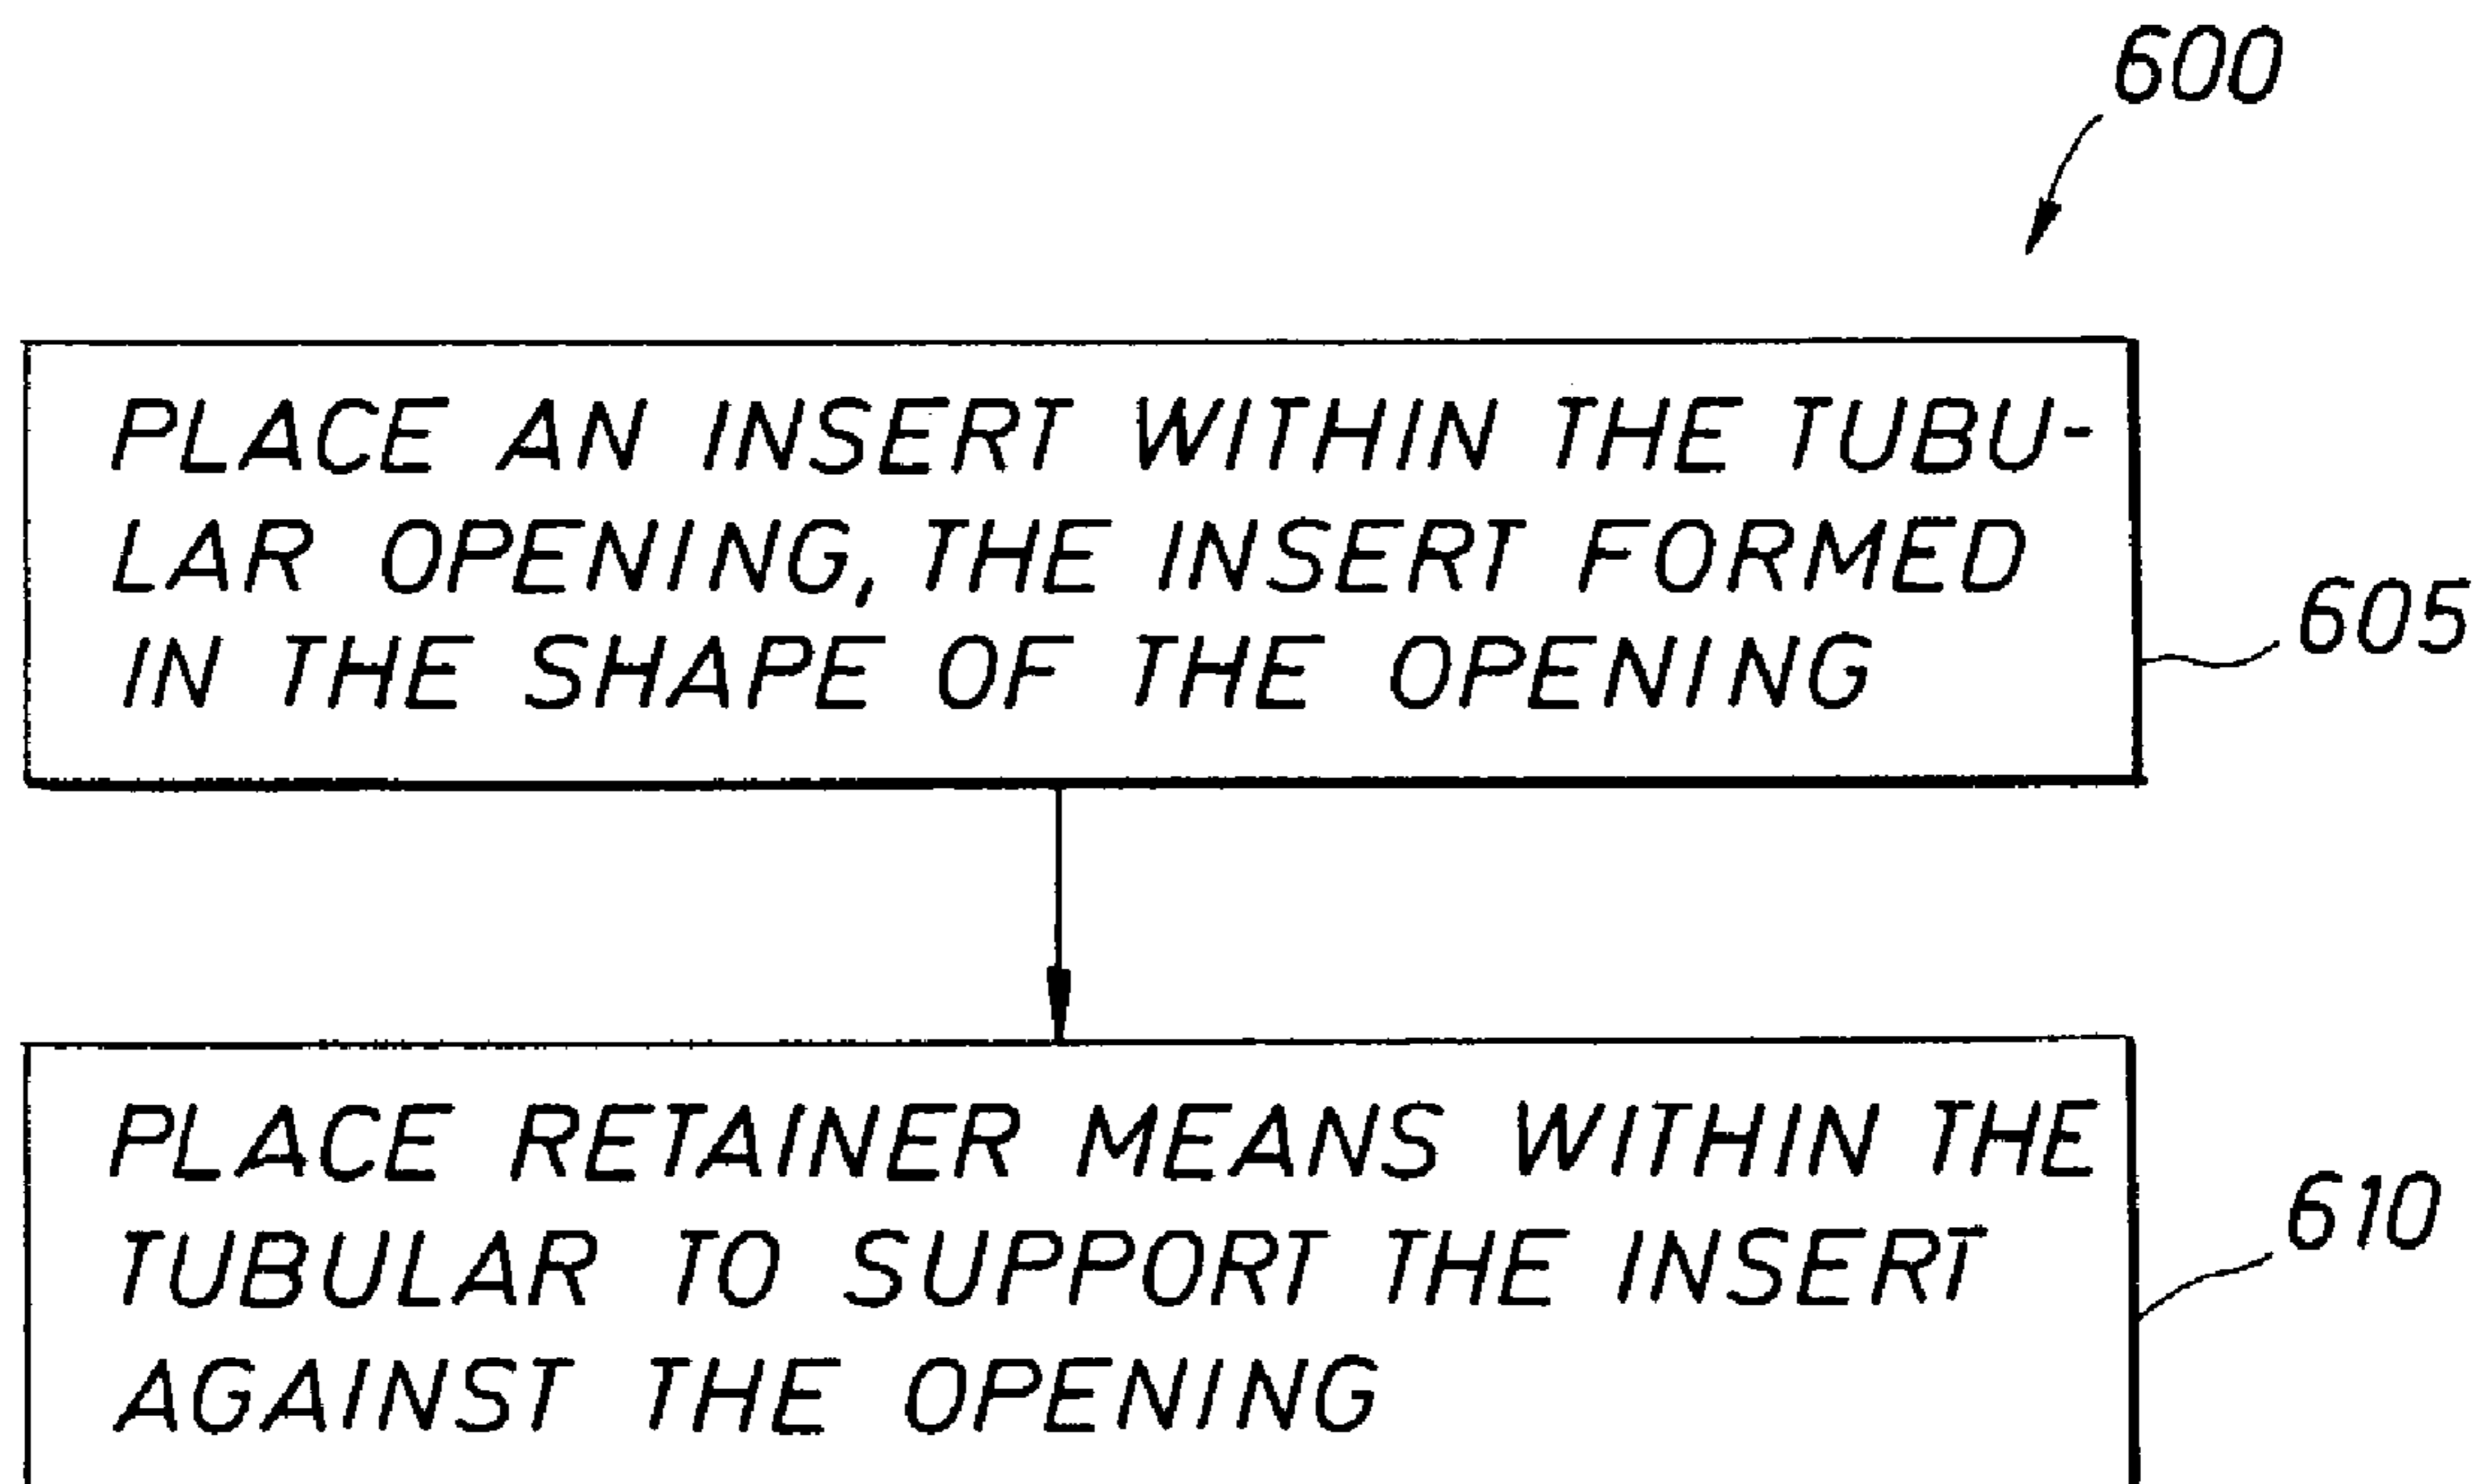 600
PLACE AN INSERT WITHIN THE TUBU-
LAR OPENING, THE INSERT FORMED
IN THE SHAPE OF THE OPENING
605
PLACE RETAINER MEANS WITHIN THE
TUBULAR TO SUPPORT THE INSERT
AGAINST THE OPENING
610